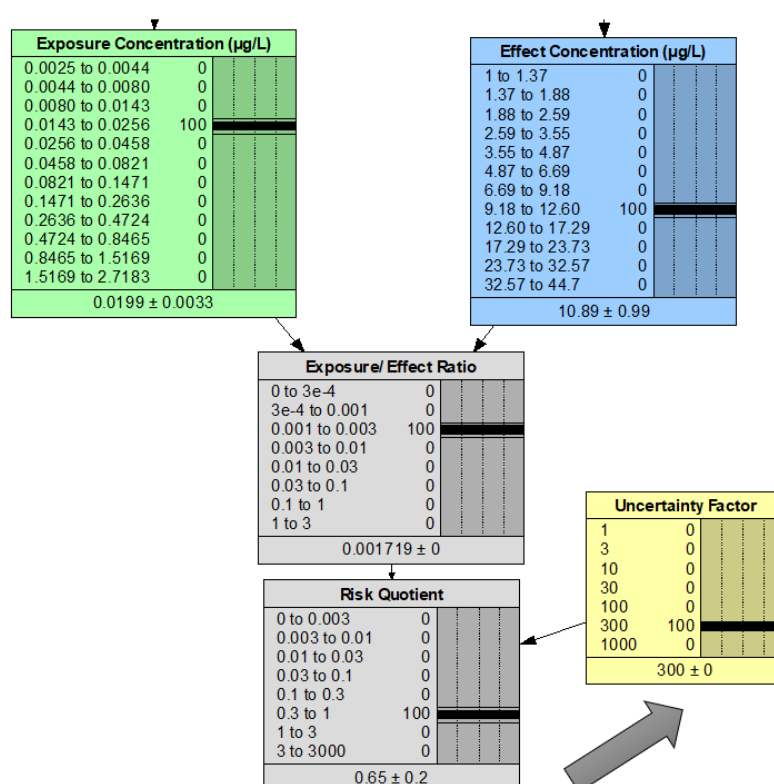 Exposure Concentration (µg/L)
0.0025 to 0.0044 0
0.0044 to 0.0080 0
0.0080 to 0.0143 0
0.0143 to 0.0256 100
0.0256 to 0.0458 0
0.0458 to 0.0821 0
0.0821 to 0.1471 0
0.1471 to 0.2636 0
0.2636 to 0.4724 0
0.4724 to 0.8465 0
0.8465 to 1.5169 0
1.5169 to 2.7183 0
0.0199 ± 0.0033
Effect Concentration (µg/L)
1 to 1.37 0
1.37 to 1.88 0
1.88 to 2.59 0
2.59 to 3.55 0
3.55 to 4.87 0
4.87 to 6.69 0
6.69 to 9.18 0
9.18 to 12.60 100
12.60 to 17.29 0
17.29 to 23.73 0
23.73 to 32.57 0
32.57 to 44.7 0
10.89 ± 0.99
Exposure/ Effect Ratio
0 to 3e-4 0
3e-4 to 0.001 0
0.001 to 0.003 100
0.003 to 0.01 0
0.01 to 0.03 0
0.03 to 0.1 0
0.1 to 1 0
1 to 3 0
0.001719 ± 0
Uncertainty Factor
1 0
3 0
10 0
30 0
100 0
300 100
1000 0
300 ± 0
Risk Quotient
0 to 0.003 0
0.003 to 0.01 0
0.01 to 0.03 0
0.03 to 0.1 0
0.1 to 0.3 0
0.3 to 1 100
1 to 3 0
3 to 3000 0
0.65 ± 0.2